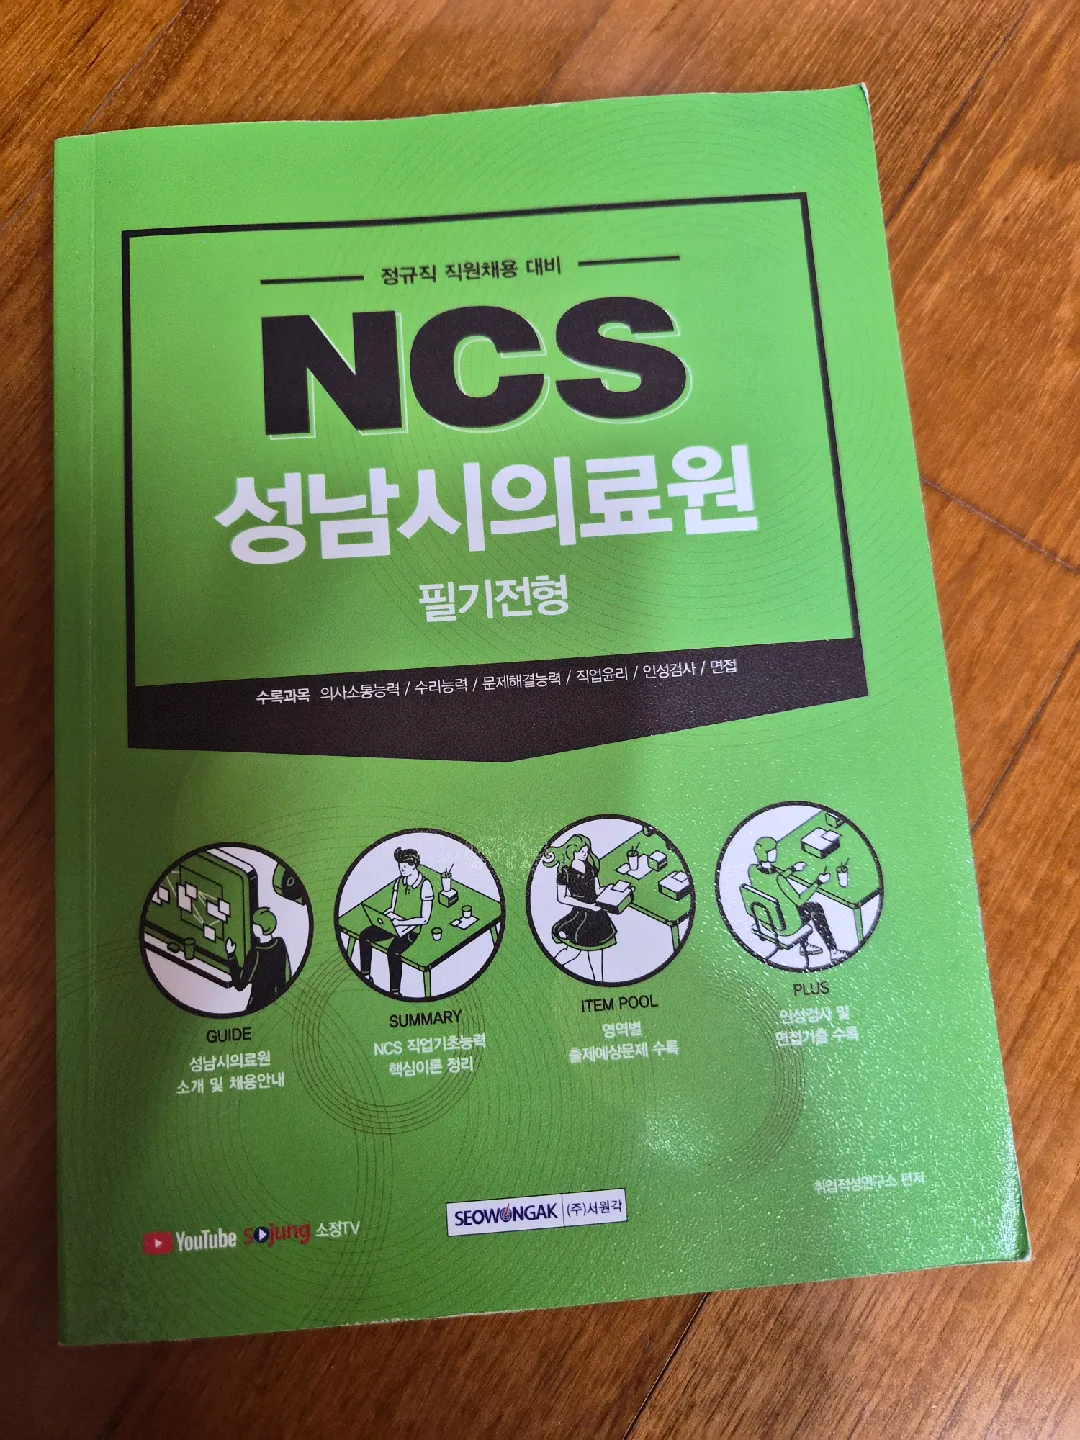 정규직 직원채용 대비
NCS
성남시의료원
필기전형
수록과목 의사소통능력 / 수리능력 / 문제해결능력 / 직업윤리 / 인성검사 / 면접
GUIDE
성남시의료원
소개 및 채용안내
SUMMARY
NCS 직업기초능력
핵심이론 정리
ITEM POOL
영역별
출제예상문제 수록
PLUS
인성검사 및
면접기출 수록
취업적성연구소 편저
YouTube Sojung 소정TV
SEOWONGAK (주)서원각